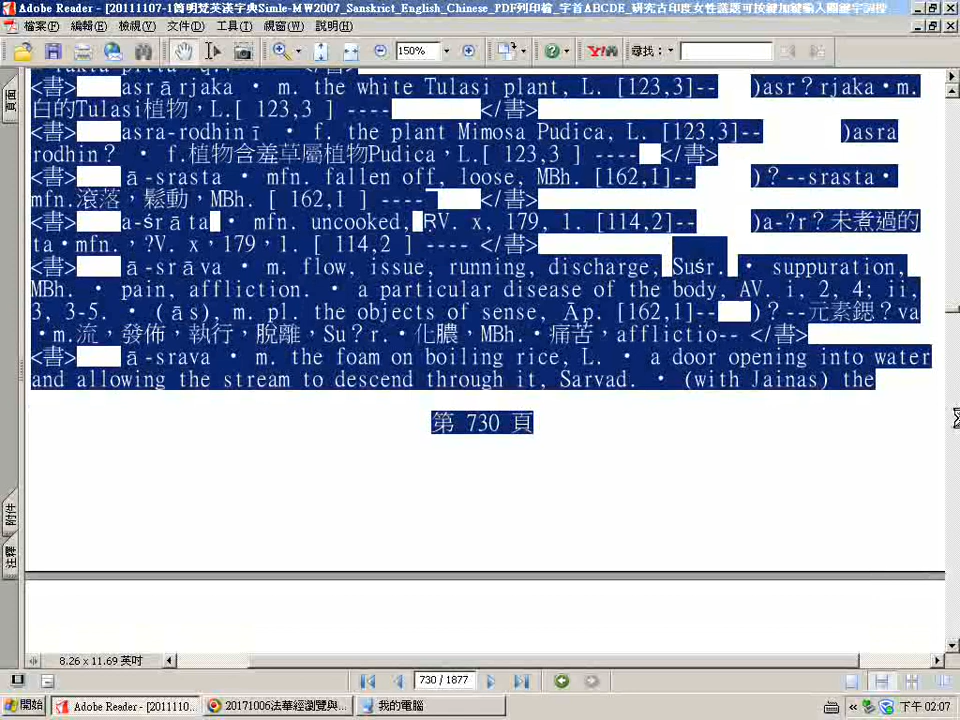 Adobe Reader - [20111107-1簡明梵英漢字典Simle-MW2007_Sanskrict_English_Chinese_PDF列印檔_字首ABCDE_研究古印度女性議題可按鍵加鍵輸入關鍵字詞搜
檔案(F) 編輯(E) 檢視(V) 文件(D) 工具(T) 視窗(W) 說明(H)
150% 尋找：
<書> asrārjaka • m. the white Tulasi plant, L. [123,3]-- )asr？rjaka•m.
白的Tulasi植物，L.[ 123,3 ] ---- </書>
<書> asra-rodhinī • f. the plant Mimosa Pudica, L. [123,3]-- )asra
rodhin？ • f.植物含羞草屬植物Pudica，L.[ 123,3 ] ---- </書>
<書> ā-srasta • mfn. fallen off, loose, MBh. [162,1]-- )？--srasta•
mfn.滾落，鬆動，MBh. [ 162,1 ] ---- </書>
<書> a-śrāta • mfn. uncooked, ṚV. x, 179, 1. [114,2]-- )a-?r？未煮過的
ta•mfn.，?V. x，179，1. [ 114,2 ] ---- </書>
<書> ā-srāva • m. flow, issue, running, discharge, Suśr. • suppuration,
MBh. • pain, affliction. • a particular disease of the body, AV. i, 2, 4; ii,
3, 3-5. • (ās), m. pl. the objects of sense, Āp. [162,1]-- )？--元素鍶？va
•m.流，發佈，執行，脫離，Su？r.•化膿，MBh.•痛苦，afflictio-- </書>
<書> ā-srava • m. the foam on boiling rice, L. • a door opening into water
and allowing the stream to descend through it, Sarvad. • (with Jainas) the
第 730 頁
頁面
附件
注釋
8.26 x 11.69 英吋
730 / 1877
開始 Adobe Reader - [2011110... 20171006法華經瀏覽與... 我的電腦 下午 02:07